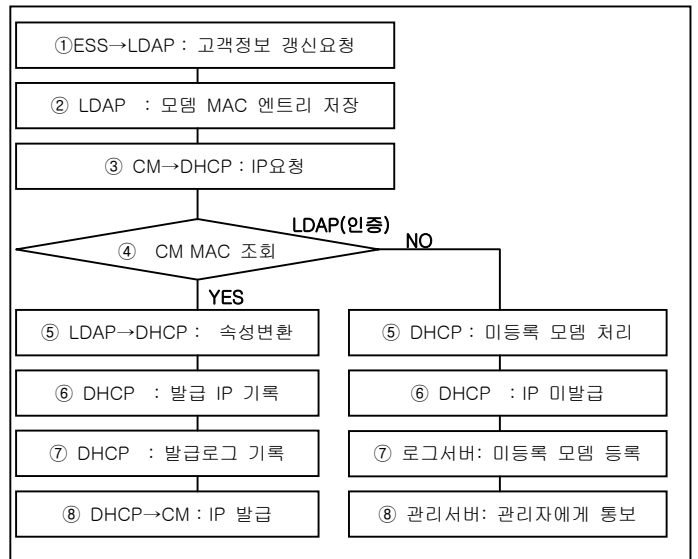 ①ESS→LDAP : 고객정보 갱신요청
② LDAP : 모뎀 MAC 엔트리 저장
③ CM→DHCP : IP요청
LDAP(인증)
④ CM MAC 조회
NO
YES
⑤ LDAP→DHCP : 속성변환
⑤ DHCP : 미등록 모뎀 처리
⑥ DHCP : 발급 IP 기록
⑥ DHCP : IP 미발급
⑦ DHCP : 발급로그 기록
⑦ 로그서버: 미등록 모뎀 등록
⑧ DHCP→CM : IP 발급
⑧ 관리서버: 관리자에게 통보